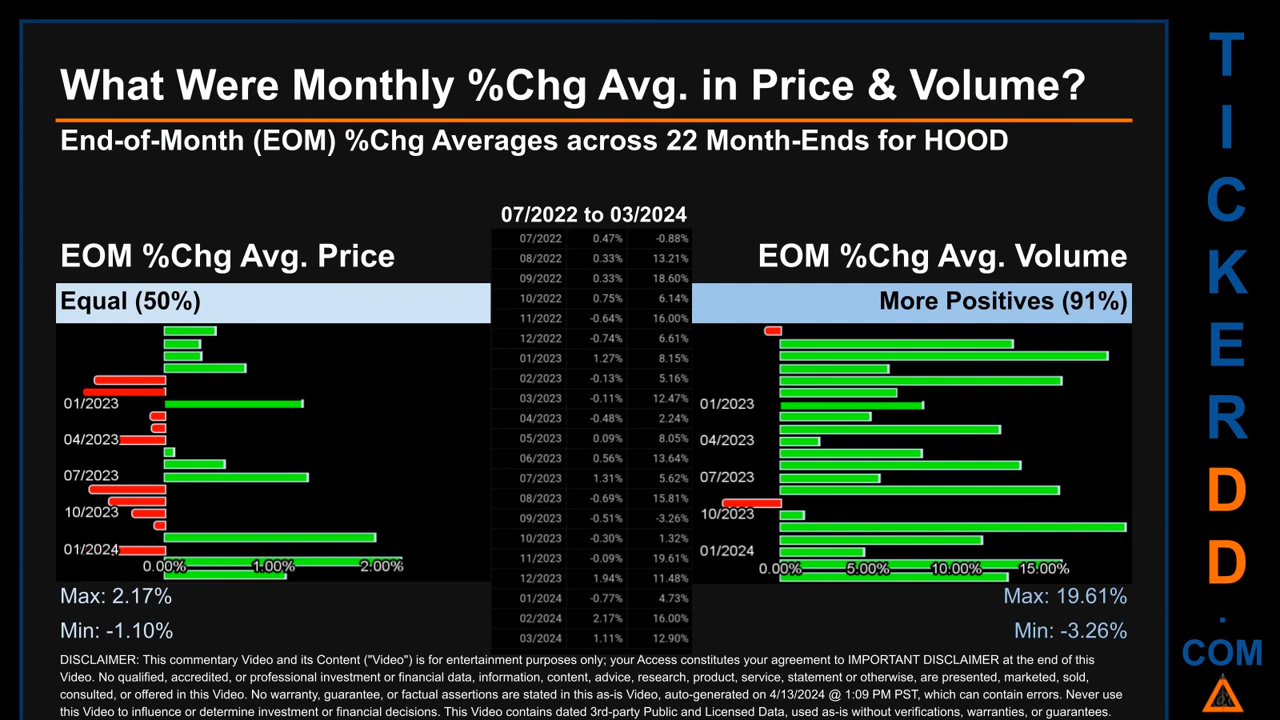 What Were Monthly %Chg Avg. in Price & Volume?
End-of-Month (EOM) %Chg Averages across 22 Month-Ends for HOOD
07/2022 to 03/2024
EOM %Chg Avg. Price
Equal (50%)
01/2023
04/2023
07/2023
10/2023
01/2024
0.00% 1.00% 2.00%
Max: 2.17%
Min: -1.10%
07/2022 0.47% -0.88%
08/2022 0.33% 13.21%
09/2022 0.33% 18.60%
10/2022 0.75% 6.14%
11/2022 -0.64% 16.00%
12/2022 -0.74% 6.61%
01/2023 1.27% 8.15%
02/2023 -0.13% 5.16%
03/2023 -0.11% 12.47%
04/2023 -0.48% 2.24%
05/2023 0.09% 8.05%
06/2023 0.56% 13.64%
07/2023 1.31% 5.62%
08/2023 -0.69% 15.81%
09/2023 -0.51% -3.26%
10/2023 -0.30% 1.32%
11/2023 -0.09% 19.61%
12/2023 1.94% 11.48%
01/2024 -0.77% 4.73%
02/2024 2.17% 16.00%
03/2024 1.11% 12.90%
EOM %Chg Avg. Volume
More Positives (91%)
01/2023
04/2023
07/2023
10/2023
01/2024
0.00% 5.00% 10.00% 15.00%
Max: 19.61%
Min: -3.26%
DISCLAIMER: This commentary Video and its Content ("Video") is for entertainment purposes only; your Access constitutes your agreement to IMPORTANT DISCLAIMER at the end of this
Video. No qualified, accredited, or professional investment or financial data, information, content, advice, research, product, service, statement or otherwise, are presented, marketed, sold,
consulted, or offered in this Video. No warranty, guarantee, or factual assertions are stated in this as-is Video, auto-generated on 4/13/2024 @ 1:09 PM PST, which can contain errors. Never use
this Video to influence or determine investment or financial decisions. This Video contains dated 3rd-party Public and Licensed Data, used as-is without verifications, warranties, or guarantees.
T
I
C
K
E
R
D
D
.
COM